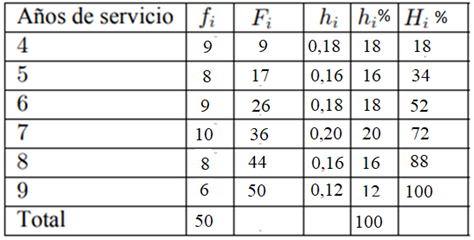 Años de servicio f_i F_i h_i h_i% H_i %
4 9 9 0,18 18 18
5 8 17 0,16 16 34
6 9 26 0,18 18 52
7 10 36 0,20 20 72
8 8 44 0,16 16 88
9 6 50 0,12 12 100
Total 50 100